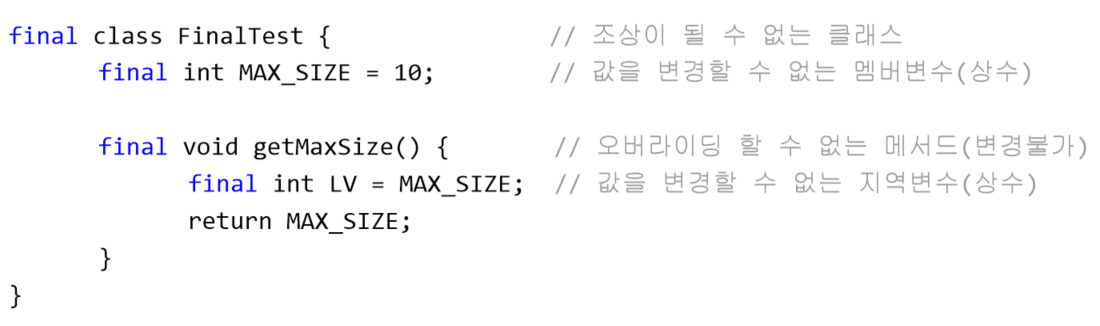 final class FinalTest { // 조상이 될 수 없는 클래스
final int MAX_SIZE = 10; // 값을 변경할 수 없는 멤버변수(상수)
final void getMaxSize() { // 오버라이딩 할 수 없는 메서드(변경불가)
final int LV = MAX_SIZE; // 값을 변경할 수 없는 지역변수(상수)
return MAX_SIZE;
}
}